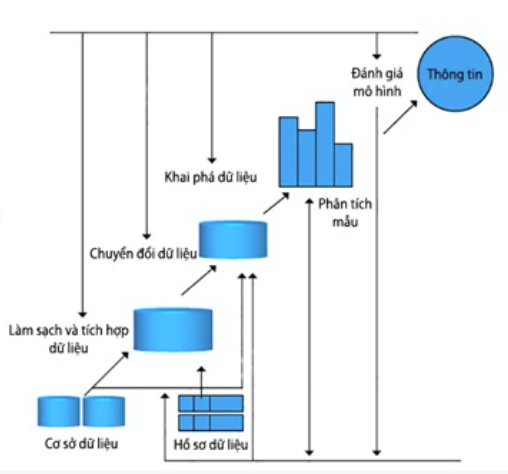 Đánh giá
mô hình
Thông tin
Khai phá dữ liệu
Phân tích
mẫu
Chuyển đổi dữ liệu
Làm sạch và tích hợp
dữ liệu
Cơ sở dữ liệu
Hồ sơ dữ liệu